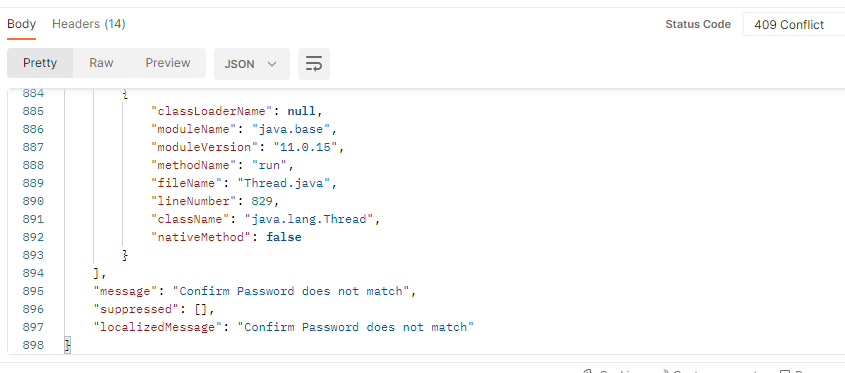 Body Headers (14) Status Code 409 Conflict
Pretty Raw Preview JSON
884 {
885 "classLoaderName": null,
886 "moduleName": "java.base",
887 "moduleVersion": "11.0.15",
888 "methodName": "run",
889 "fileName": "Thread.java",
890 "lineNumber": 829,
891 "className": "java.lang.Thread",
892 "nativeMethod": false
893 }
894 ],
895 "message": "Confirm Password does not match",
896 "suppressed": [],
897 "localizedMessage": "Confirm Password does not match"
898 }